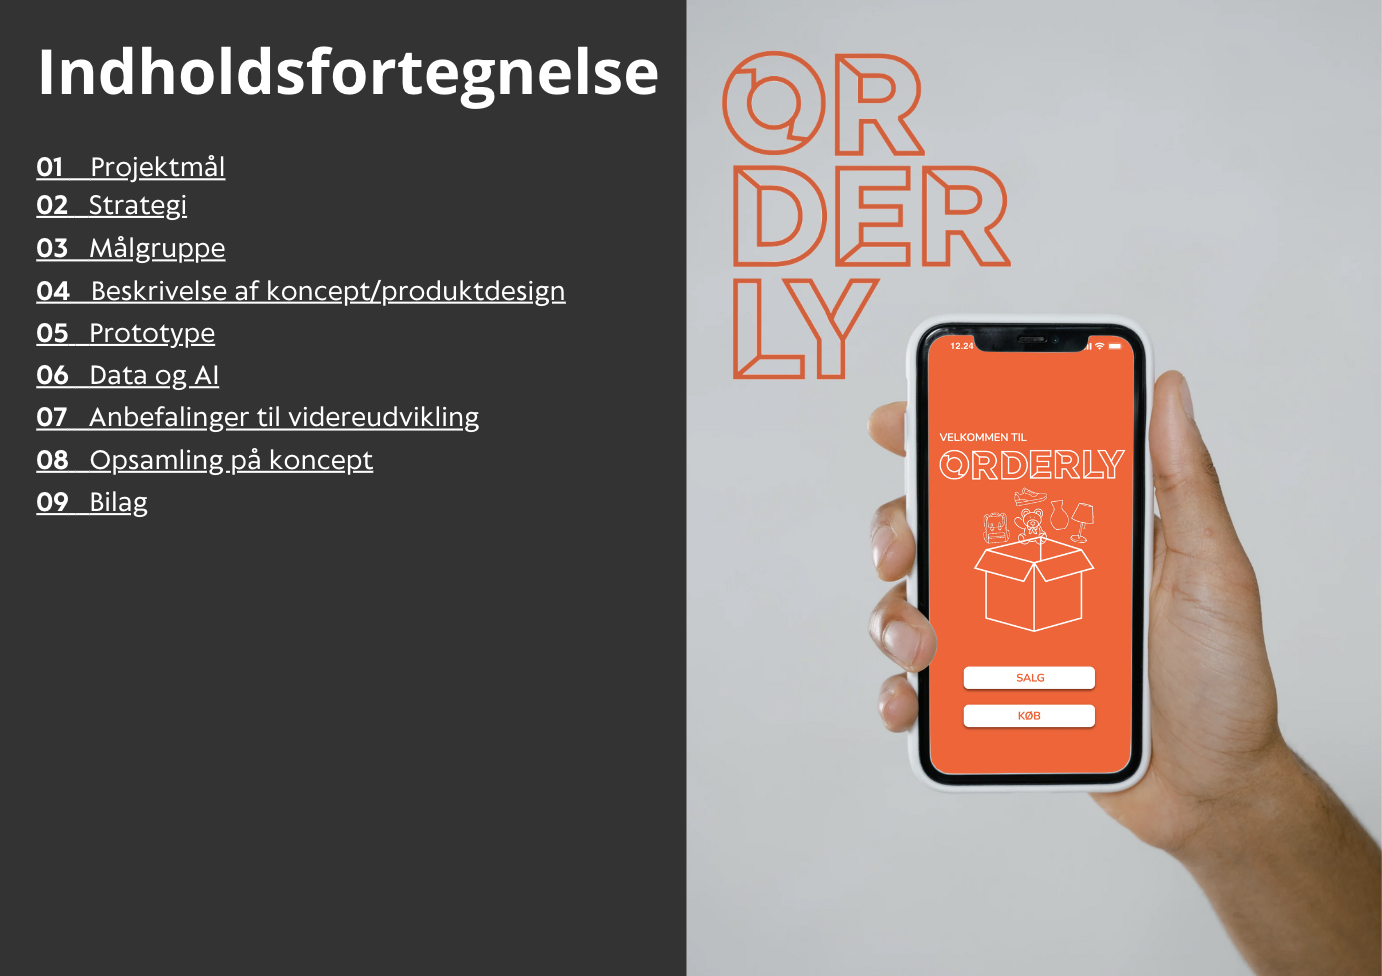 Indholdsfortegnelse
01 Projektmål
02 Strategi
03 Målgruppe
04 Beskrivelse af koncept/produktdesign
05 Prototype
06 Data og AI
07 Anbefalinger til videreudvikling
08 Opsamling på koncept
09 Bilag
OR
DER
LY
12.24
VELKOMMEN TIL
ORDERLY
SALG
KØB